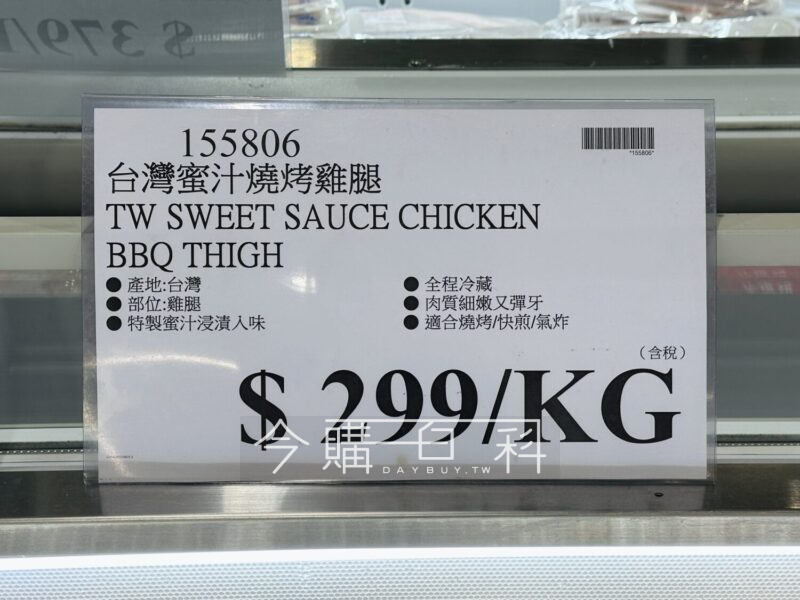 $379/
155806
*155806*
台灣蜜汁燒烤雞腿
TW SWEET SAUCE CHICKEN
BBQ THIGH
● 產地:台灣
● 部位:雞腿
● 特製蜜汁浸漬入味
● 全程冷藏
● 肉質細嫩又彈牙
● 適合燒烤/快煎/氣炸
(含稅)
$ 299/KG
今購百科
DAYBUY.TW